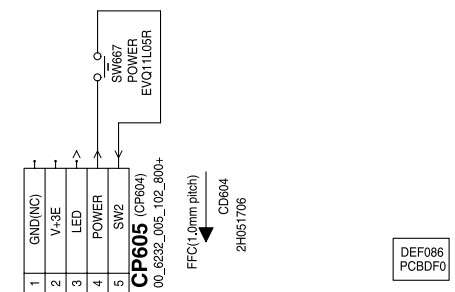 SW667
POWER
EVQ11L05R
GND(NC)
V+3E
LED
POWER
SW2
1
2
3
4
5
CP605 (CP604)
00_6232_005_102_800+
FFC(1.0mm pitch)
CD604
2H051706
DEF086
PCBDF0